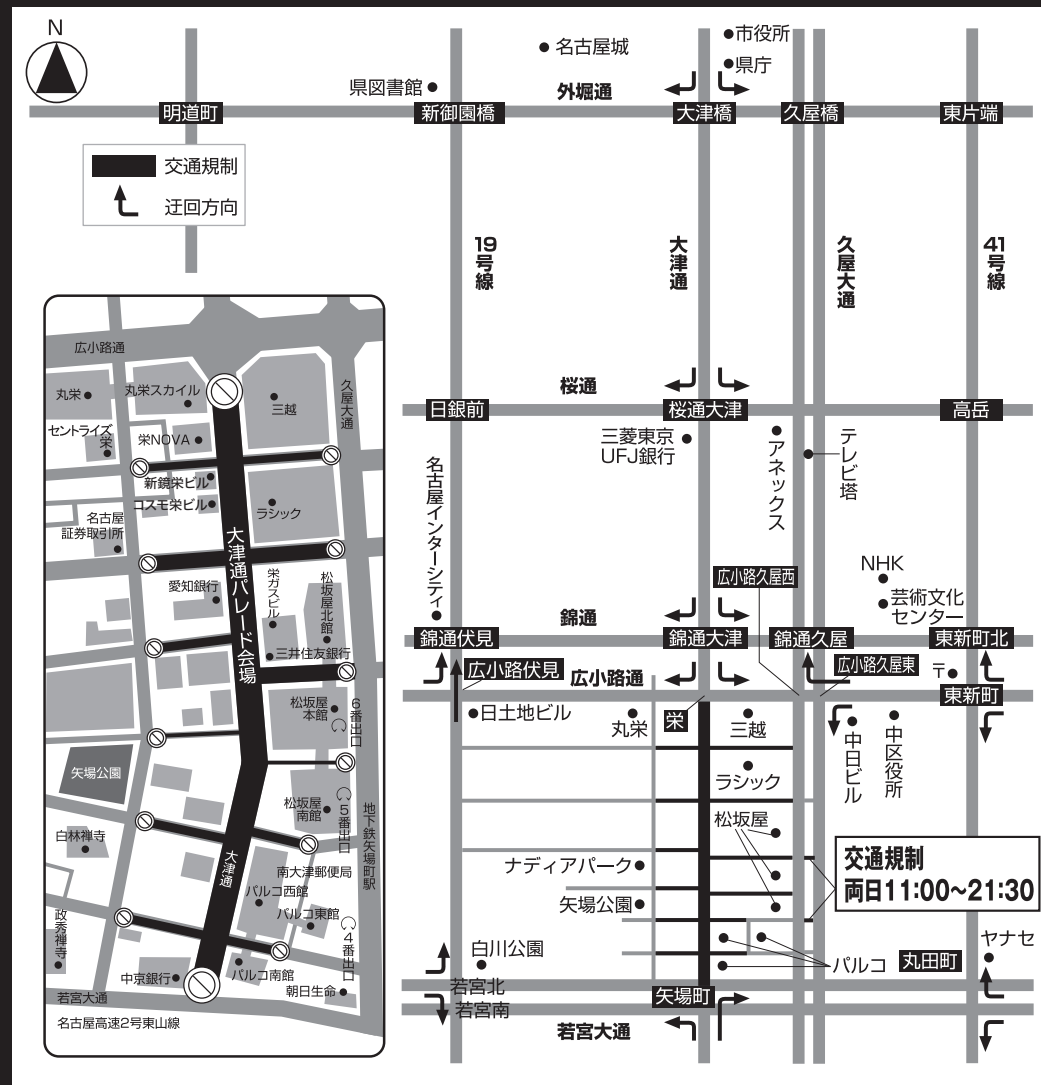 N
名古屋城
市役所
県庁
県図書館
外堀通
明道町
新御園橋
大津橋
久屋橋
東片端
交通規制
迂回方向
19号線
大津通
久屋大通
41号線
桜通
日銀前
桜通大津
高岳
三菱東京
UFJ銀行
アネックス
テレビ塔
名古屋インターシティ
広小路久屋西
NHK
芸術文化
センター
錦通
錦通伏見
錦通大津
錦通久屋
東新町北
広小路伏見
広小路通
広小路久屋東
〒
東新町
日土地ビル
丸栄
栄
三越
中日ビル
中区役所
ラシック
松坂屋
ナディアパーク
矢場公園
交通規制
両日11:00~21:30
白川公園
パルコ
丸田町
ヤナセ
若宮北
若宮南
矢場町
若宮大通
広小路通
丸栄
丸栄スカイル
三越
久屋大通
セントライズ
栄
栄NOVA
新鏡栄ビル
コスモ栄ビル
ラシック
名古屋
証券取引所
大津通パレード会場
愛知銀行
栄ガスビル
松坂屋北館
三井住友銀行
松坂屋
本館
6番出口
矢場公園
松坂屋
南館
5番出口
地下鉄矢場町駅
白林禅寺
大津通
南大津郵便局
パルコ西館
パルコ東館
政秀禅寺
4番出口
中京銀行
パルコ南館
朝日生命
若宮大通
名古屋高速2号東山線